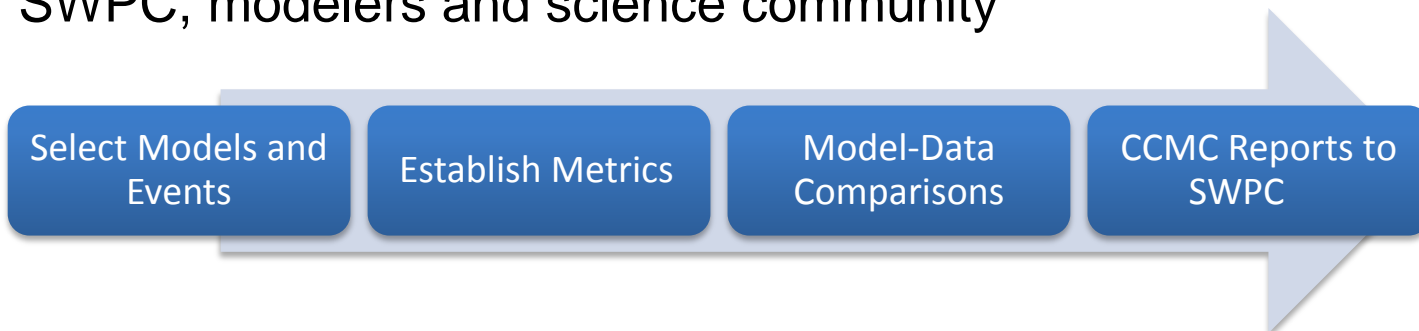 SWPC, modelers and science community
Select Models and
Events
Establish Metrics
Model-Data
Comparisons
CCMC Reports to
SWPC